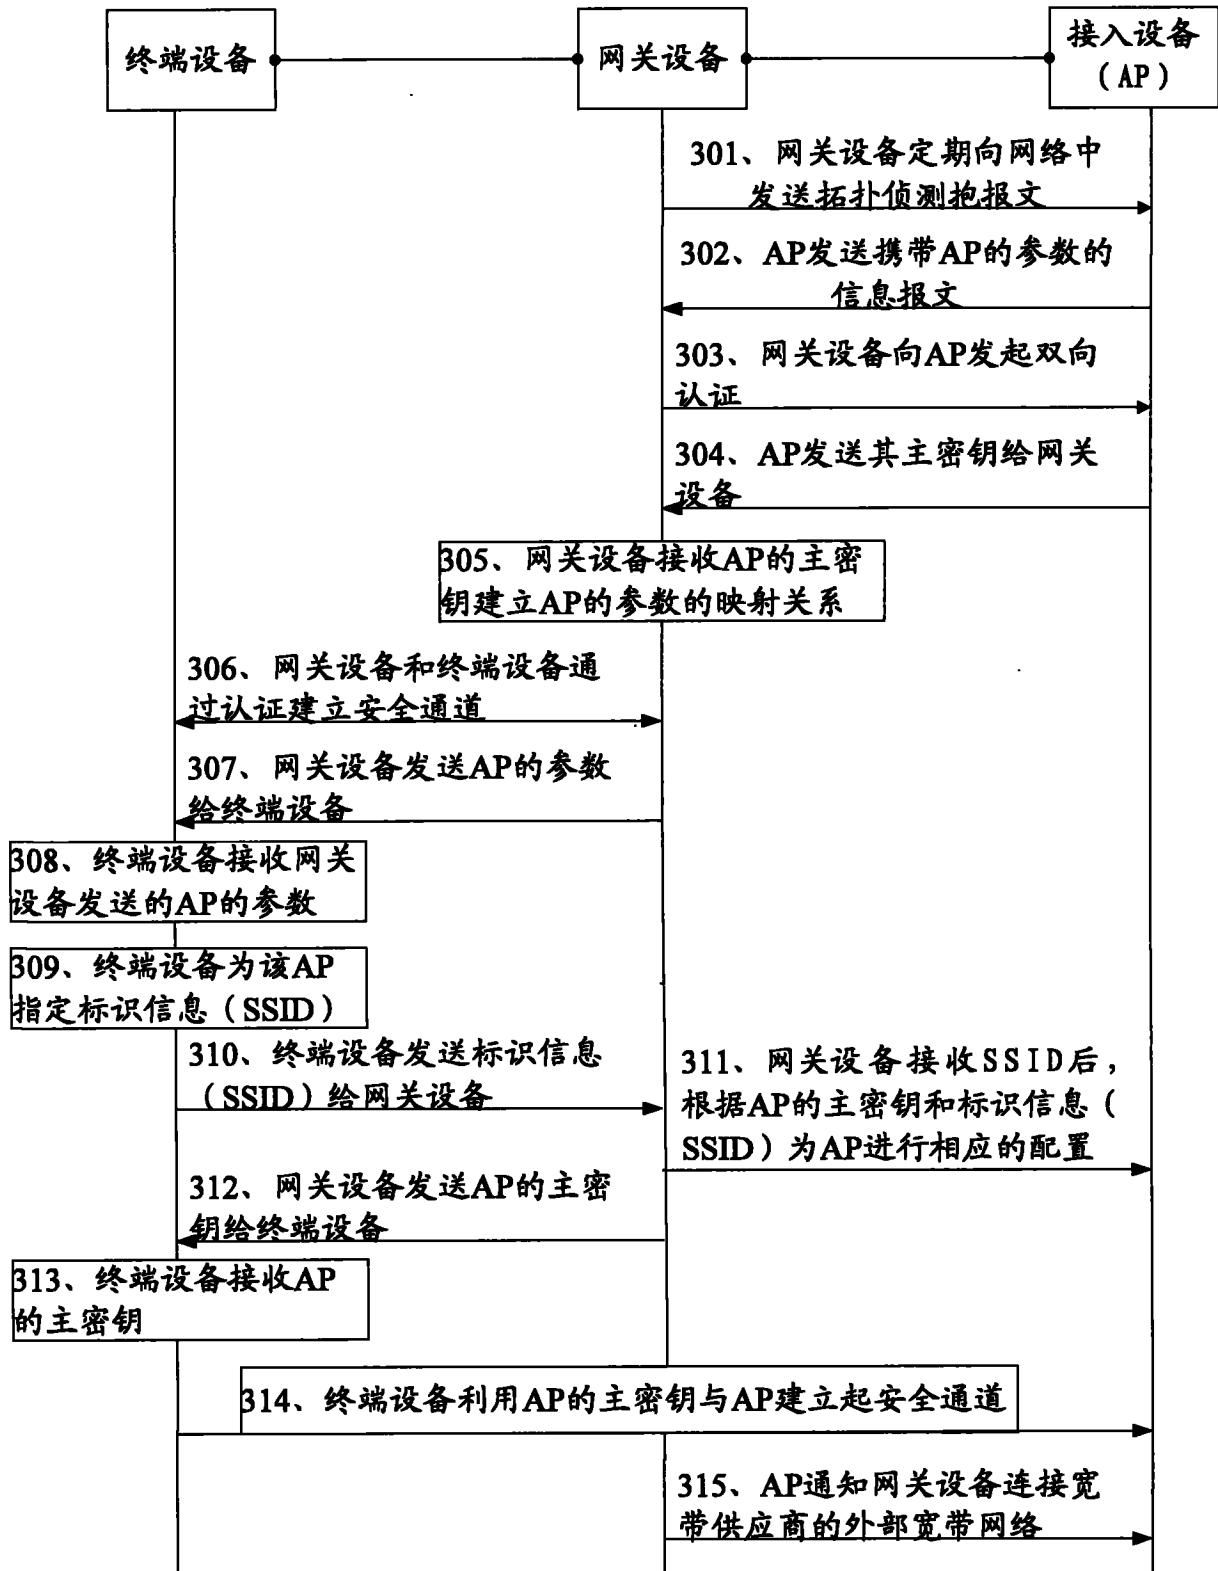 终端设备
网关设备
接入设备
（AP）
301、网关设备定期向网络中
发送拓扑侦测抱报文
302、AP发送携带AP的参数的
信息报文
303、网关设备向AP发起双向
认证
304、AP发送其主密钥给网关
设备
305、网关设备接收AP的主密
钥建立AP的参数的映射关系
306、网关设备和终端设备通
过认证建立安全通道
307、网关设备发送AP的参数
给终端设备
308、终端设备接收网关
设备发送的AP的参数
309、终端设备为该AP
指定标识信息（SSID）
310、终端设备发送标识信息
（SSID）给网关设备
311、网关设备接收SSID后，
根据AP的主密钥和标识信息（
SSID）为AP进行相应的配置
312、网关设备发送AP的主密
钥给终端设备
313、终端设备接收AP
的主密钥
314、终端设备利用AP的主密钥与AP建立起安全通道
315、AP通知网关设备连接宽
带供应商的外部宽带网络